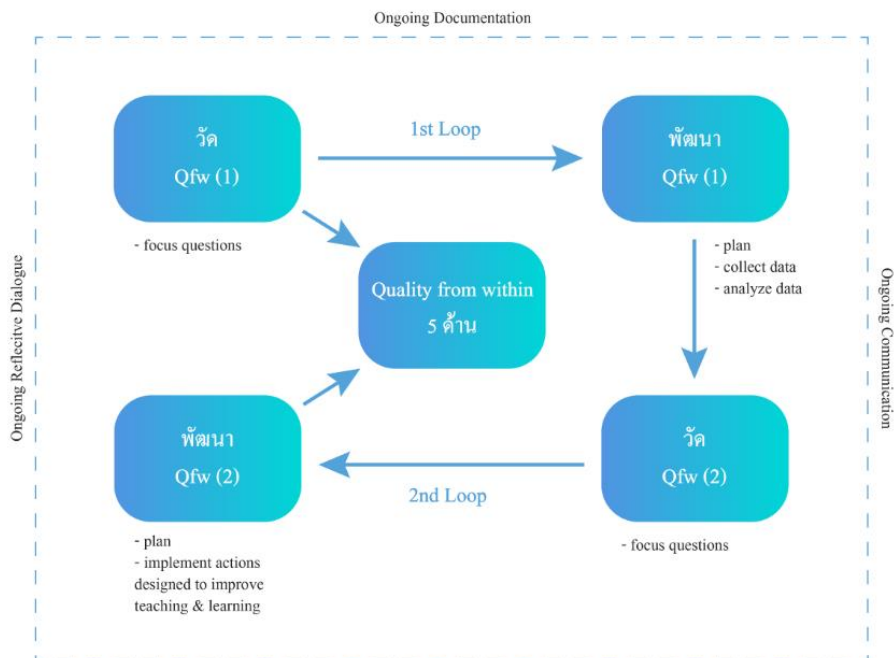 Ongoing Documentation
วัด
Qfw (1)
- focus questions
1st Loop
พัฒนา
Qfw (1)
- plan
- collect data
- analyze data
Quality from within
5 ด้าน
Ongoing Reflecitve Dialogue
Ongoing Communication
พัฒนา
Qfw (2)
- plan
- implement actions
designed to improve
teaching & learning
2nd Loop
วัด
Qfw (2)
- focus questions